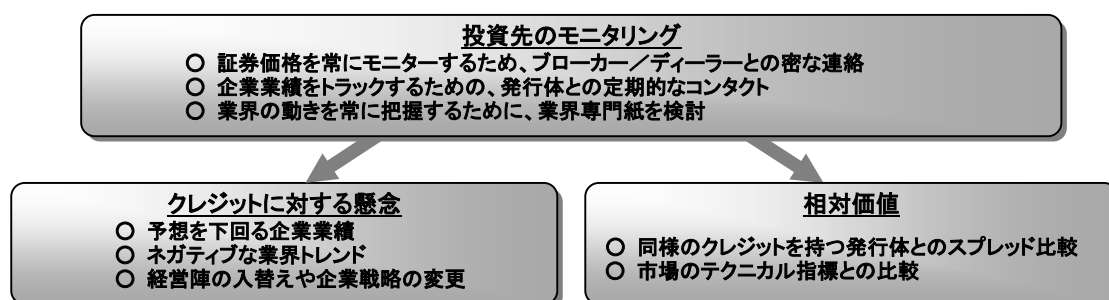 投資先のモニタリング
○ 証券価格を常にモニターするため、ブローカー／ディーラーとの密な連絡
○ 企業業績をトラックするための、発行体との定期的なコンタクト
○ 業界の動きを常に把握するために、業界専門紙を検討
クレジットに対する懸念
○ 予想を下回る企業業績
○ ネガティブな業界トレンド
○ 経営陣の入替えや企業戦略の変更
相対価値
○ 同様のクレジットを持つ発行体とのスプレッド比較
○ 市場のテクニカル指標との比較